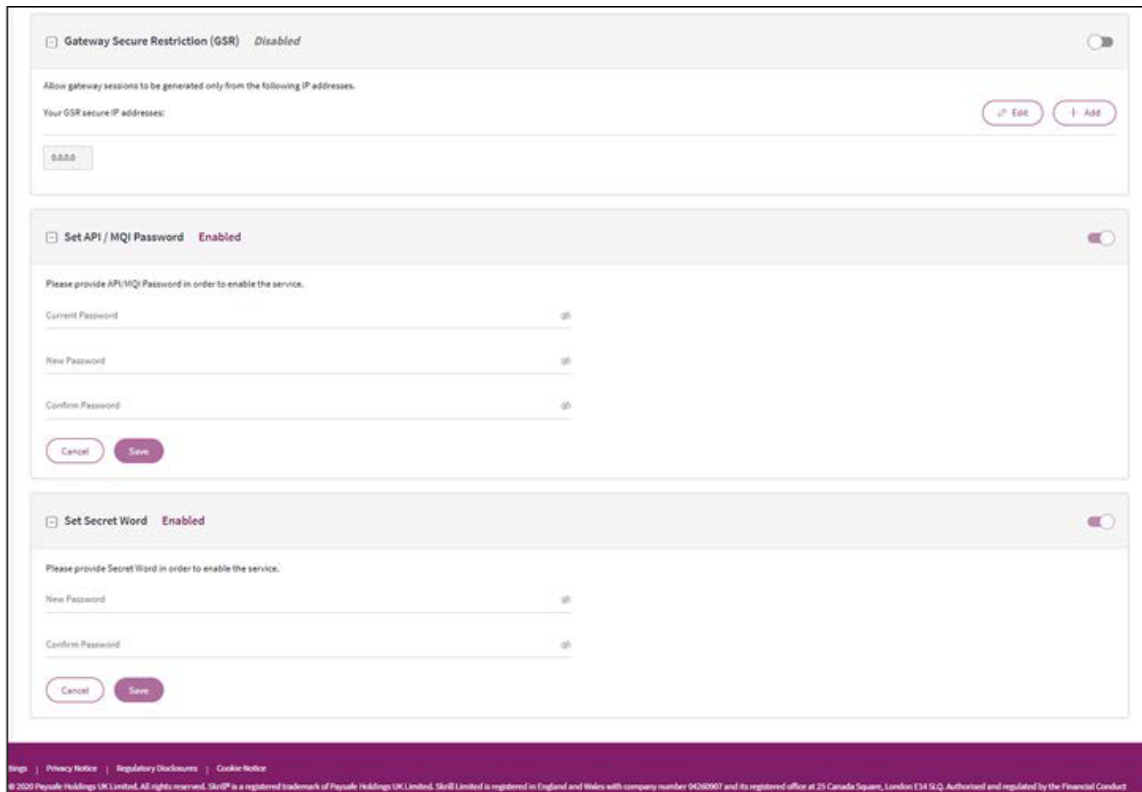 Gateway Secure Restriction (GSR) Disabled
Allow gateway sessions to be generated only from the following IP addresses.
Your GSR secure IP addresses:
Edit
+ Add
0.0.0.0
Set API / MQI Password Enabled
Please provide API/MQI Password in order to enable the service.
Current Password
New Password
Confirm Password
Cancel
Save
Set Secret Word Enabled
Please provide Secret Word in order to enable the service.
New Password
Confirm Password
Cancel
Save
tings | Privacy Notice | Regulatory Disclosures | Cookie Notice
© 2020 Paysafe Holdings UK Limited. All rights reserved. Skrill® is a registered trademark of Paysafe Holdings UK Limited. Skrill Limited is registered in England and Wales with company number 04260907 and its registered office at 25 Canada Square, London E14 5LQ. Authorised and regulated by the Financial Conduct